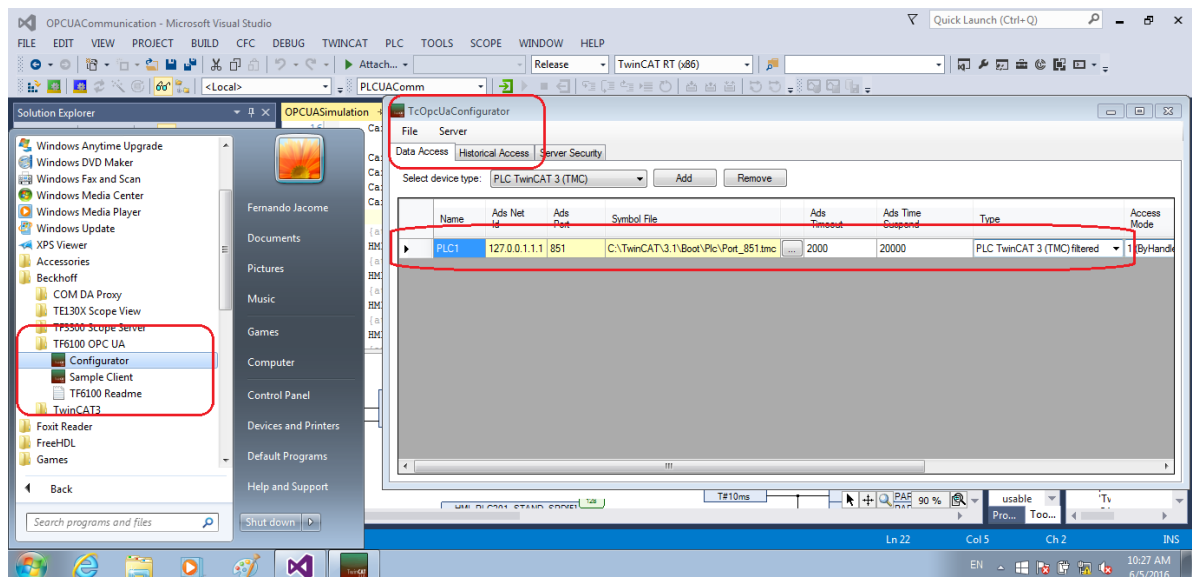 OPCUACommunication - Microsoft Visual Studio
Quick Launch (Ctrl+Q)
FILE EDIT VIEW PROJECT BUILD CFC DEBUG TWINCAT PLC TOOLS SCOPE WINDOW HELP
Attach...
Release
TwinCAT RT (x86)
<Local>
PLCUAComm
Solution Explorer
OPCUASimulation
TcOpcUaConfigurator
File Server
Data Access Historical Access Server Security
Select device type: PLC TwinCAT 3 (TMC) Add Remove
Name Ads Net Id Ads Port Symbol File Ads Timeout Ads Time Suspend Type Access Mode
PLC1 127.0.0.1.1.1 851 C:\TwinCAT\3.1\Boot\Plc\Port_851.tmc ... 2000 20000 PLC TwinCAT 3 (TMC) filtered 1 (ByHandle
Windows Anytime Upgrade
Windows DVD Maker
Windows Fax and Scan
Windows Media Center
Windows Media Player
Windows Update
XPS Viewer
Accessories
Beckhoff
COM DA Proxy
TE130X Scope View
TF3300 Scope Server
TF6100 OPC UA
Configurator
Sample Client
TF6100 Readme
TwinCAT3
Foxit Reader
FreeHDL
Games
Back
Search programs and files
Fernando Jacome
Documents
Pictures
Music
Games
Computer
Control Panel
Devices and Printers
Default Programs
Help and Support
Shut down
T#10ms
90 %
usable
Pro... Too...
Ln 22 Col 5 Ch 2 INS
EN
10:27 AM
6/5/2016